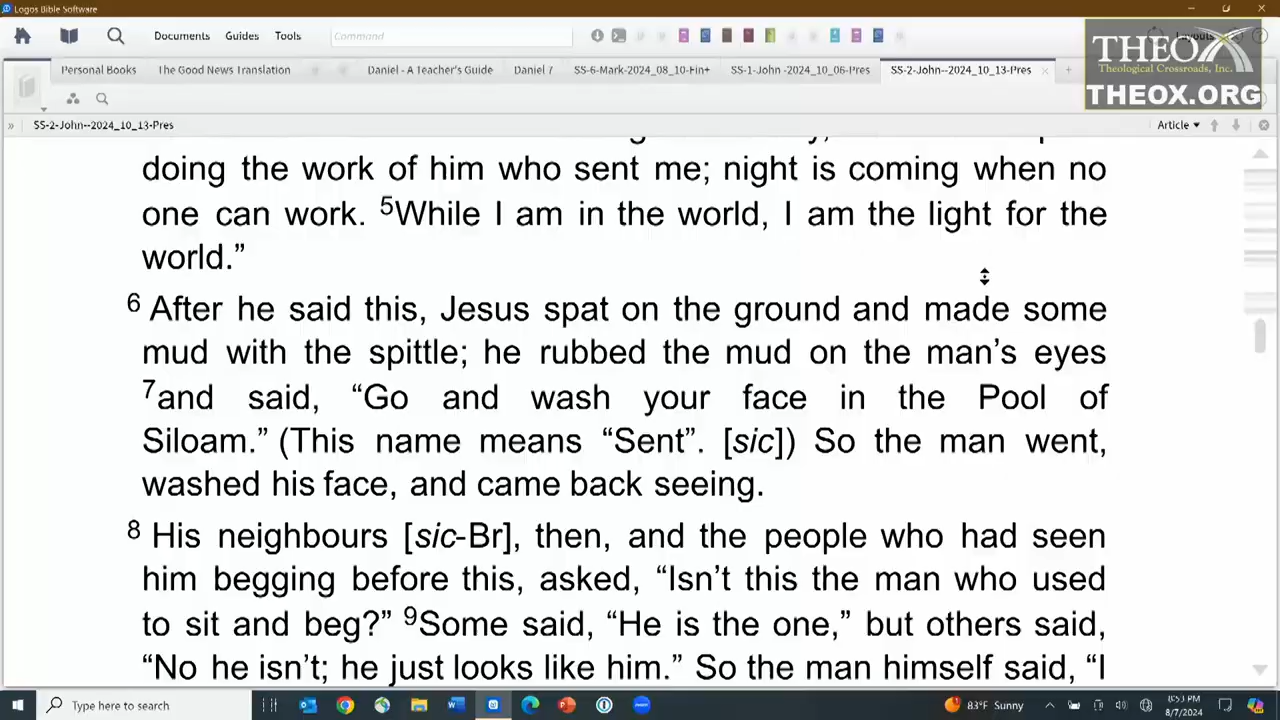 Logos Bible Software
Documents Guides Tools Command
THEOX
Theological Crossroads, Inc.
THEOX.ORG
Personal Books The Good News Translation Daniel 7 SS-6-Mark-2024_08_10-Fin+ SS-1-John -2024_10_06-Pres SS-2-John--2024_10_13-Pres
SS-2-John--2024_10_13-Pres Article
doing the work of him who sent me; night is coming when no
one can work. 5While I am in the world, I am the light for the
world.”
6 After he said this, Jesus spat on the ground and made some
mud with the spittle; he rubbed the mud on the man’s eyes
7and said, “Go and wash your face in the Pool of
Siloam.” (This name means “Sent”. [sic]) So the man went,
washed his face, and came back seeing.
8 His neighbours [sic-Br], then, and the people who had seen
him begging before this, asked, “Isn’t this the man who used
to sit and beg?” 9Some said, “He is the one,” but others said,
“No he isn’t; he just looks like him.” So the man himself said, “I
Type here to search 83°F Sunny 8:53 PM
8/7/2024